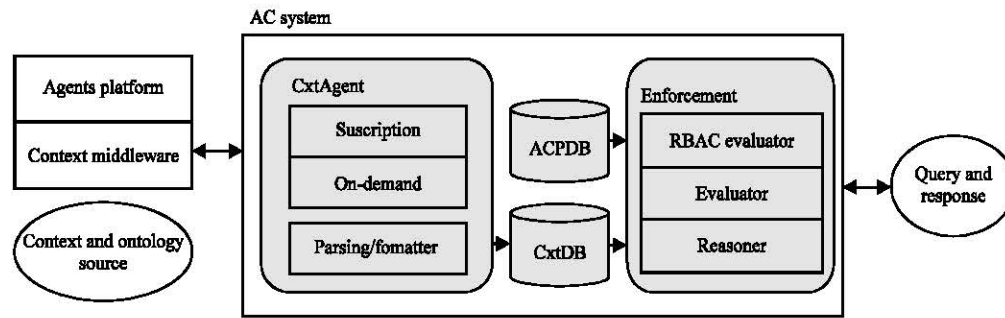 AC system
Agents platform
Context middleware
Context and ontology
source
CxtAgent
Suscription
On-demand
Parsing/fomatter
ACPDB
CxtDB
Enforcement
RBAC evaluator
Evaluator
Reasoner
Query and
response